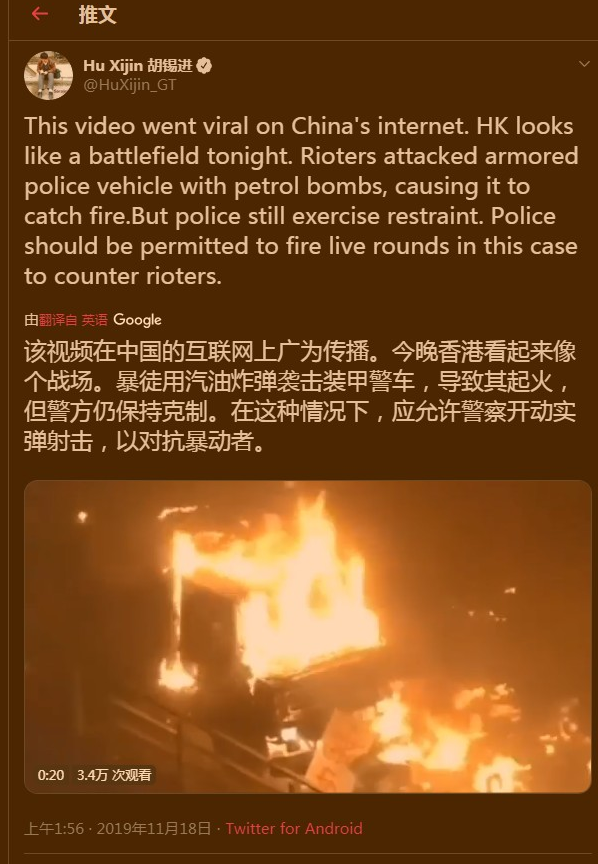 推文
Hu Xijin 胡锡进
@HuXijin_GT
This video went viral on China's internet. HK looks
like a battlefield tonight. Rioters attacked armored
police vehicle with petrol bombs, causing it to
catch fire.But police still exercise restraint. Police
should be permitted to fire live rounds in this case
to counter rioters.
由翻译自 英语 Google
该视频在中国的互联网上广为传播。今晚香港看起来像
个战场。暴徒用汽油炸弹袭击装甲警车，导致其起火，
但警方仍保持克制。在这种情况下，应允许警察开动实
弹射击，以对抗暴动者。
0:20 3.4万 次观看
上午1:56 · 2019年11月18日 · Twitter for Android